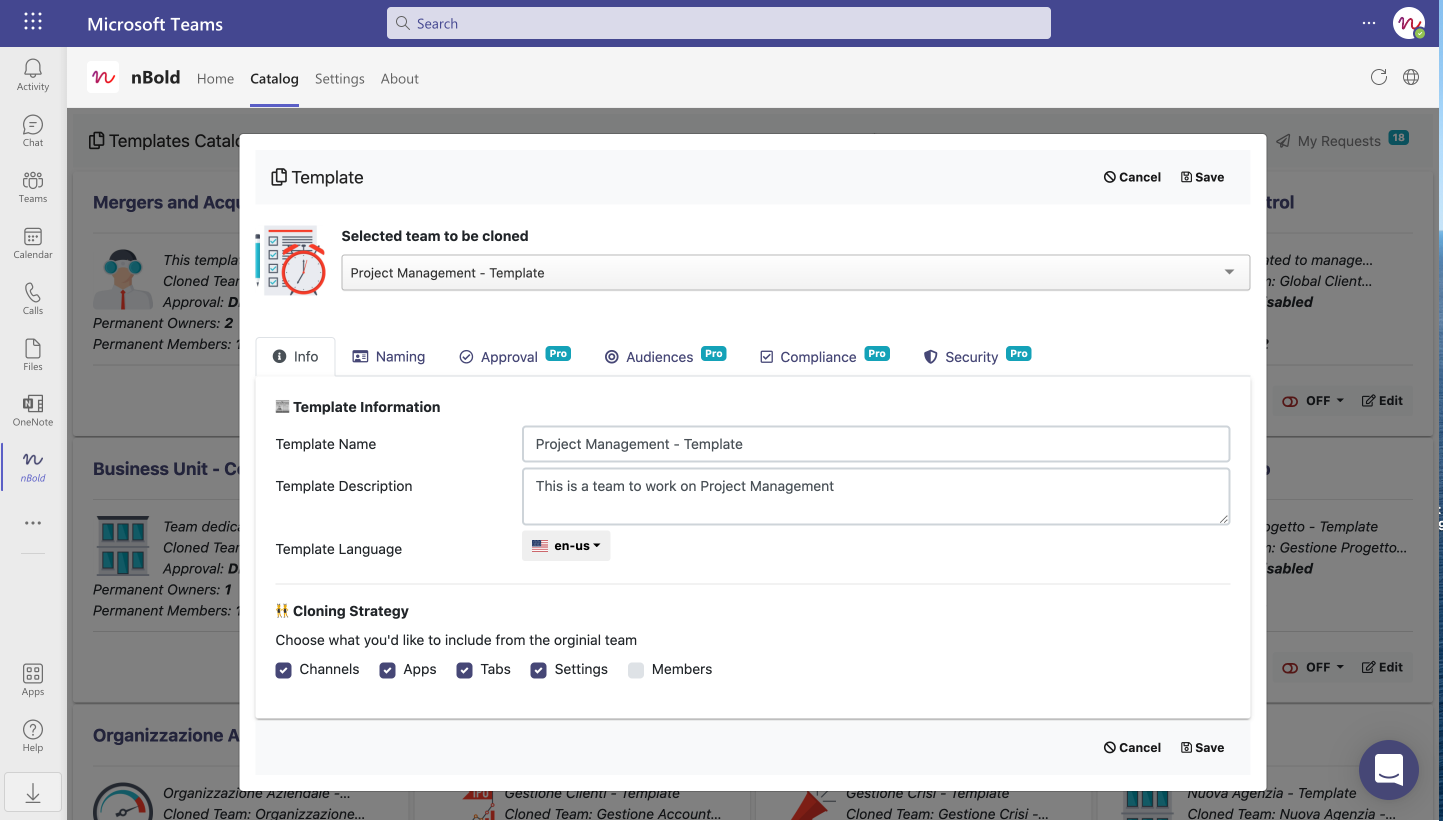 Microsoft Teams
Search
Activity
Chat
Teams
Calendar
Calls
Files
OneNote
nBold
Apps
Help
nBold Home Catalog Settings About
Templates Catalo
My Requests 18
Mergers and Acqu
This templa
Cloned Tear
Approval: D
Permanent Owners: 2
Permanent Members: 1
trol
ated to manage...
n: Global Client...
sabled
OFF Edit
Business Unit - Co
Team dedica
Cloned Tear
Approval: D
Permanent Owners: 1
Permanent Members: 1
ogetto - Template
n: Gestione Progetto...
sabled
OFF Edit
Organizzazione A
Organizzazione Aziendale -...
Cloned Team: Organizzazione...
Gestione Clienti - Template
Cloned Team: Gestione Account...
Gestione Crisi - Template
Cloned Team: Gestione Crisi -...
Nuova Agenzia - Template
Cloned Team: Nuova Agenzia -...
Template
Cancel Save
Selected team to be cloned
Project Management - Template
Info Naming Approval Pro Audiences Pro Compliance Pro Security Pro
Template Information
Template Name Project Management - Template
Template Description This is a team to work on Project Management
Template Language en-us
Cloning Strategy
Choose what you'd like to include from the orginial team
Channels Apps Tabs Settings Members
Cancel Save